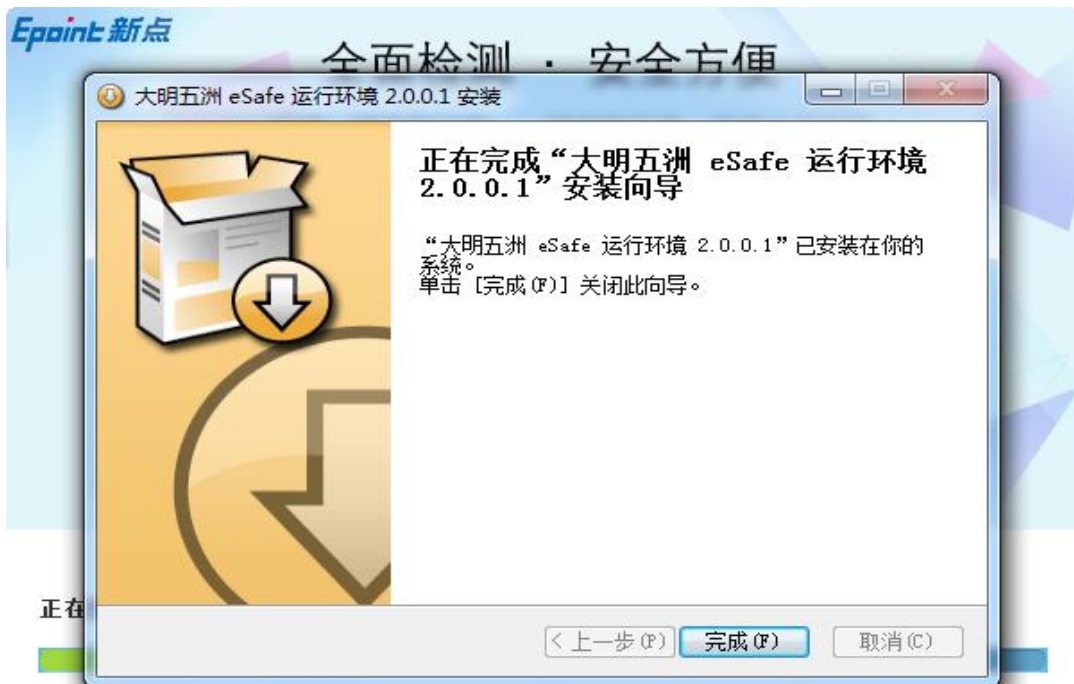 Epoint新点
全面检测 · 安全方便
大明五洲 eSafe 运行环境 2.0.0.1 安装
正在完成“大明五洲 eSafe 运行环境
2.0.0.1”安装向导
“大明五洲 eSafe 运行环境 2.0.0.1”已安装在你的
系统。
单击 [完成(F)] 关闭此向导。
正在
< 上一步(P)
完成(F)
取消(C)